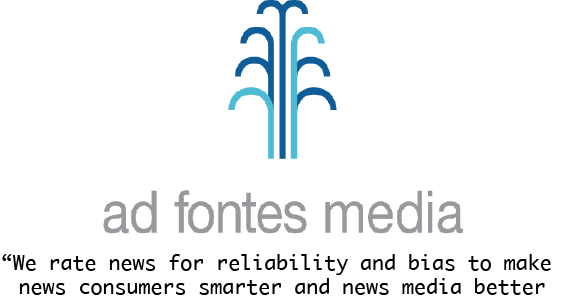 ad fontes media
“We rate news for reliability and bias to make
news consumers smarter and news media better